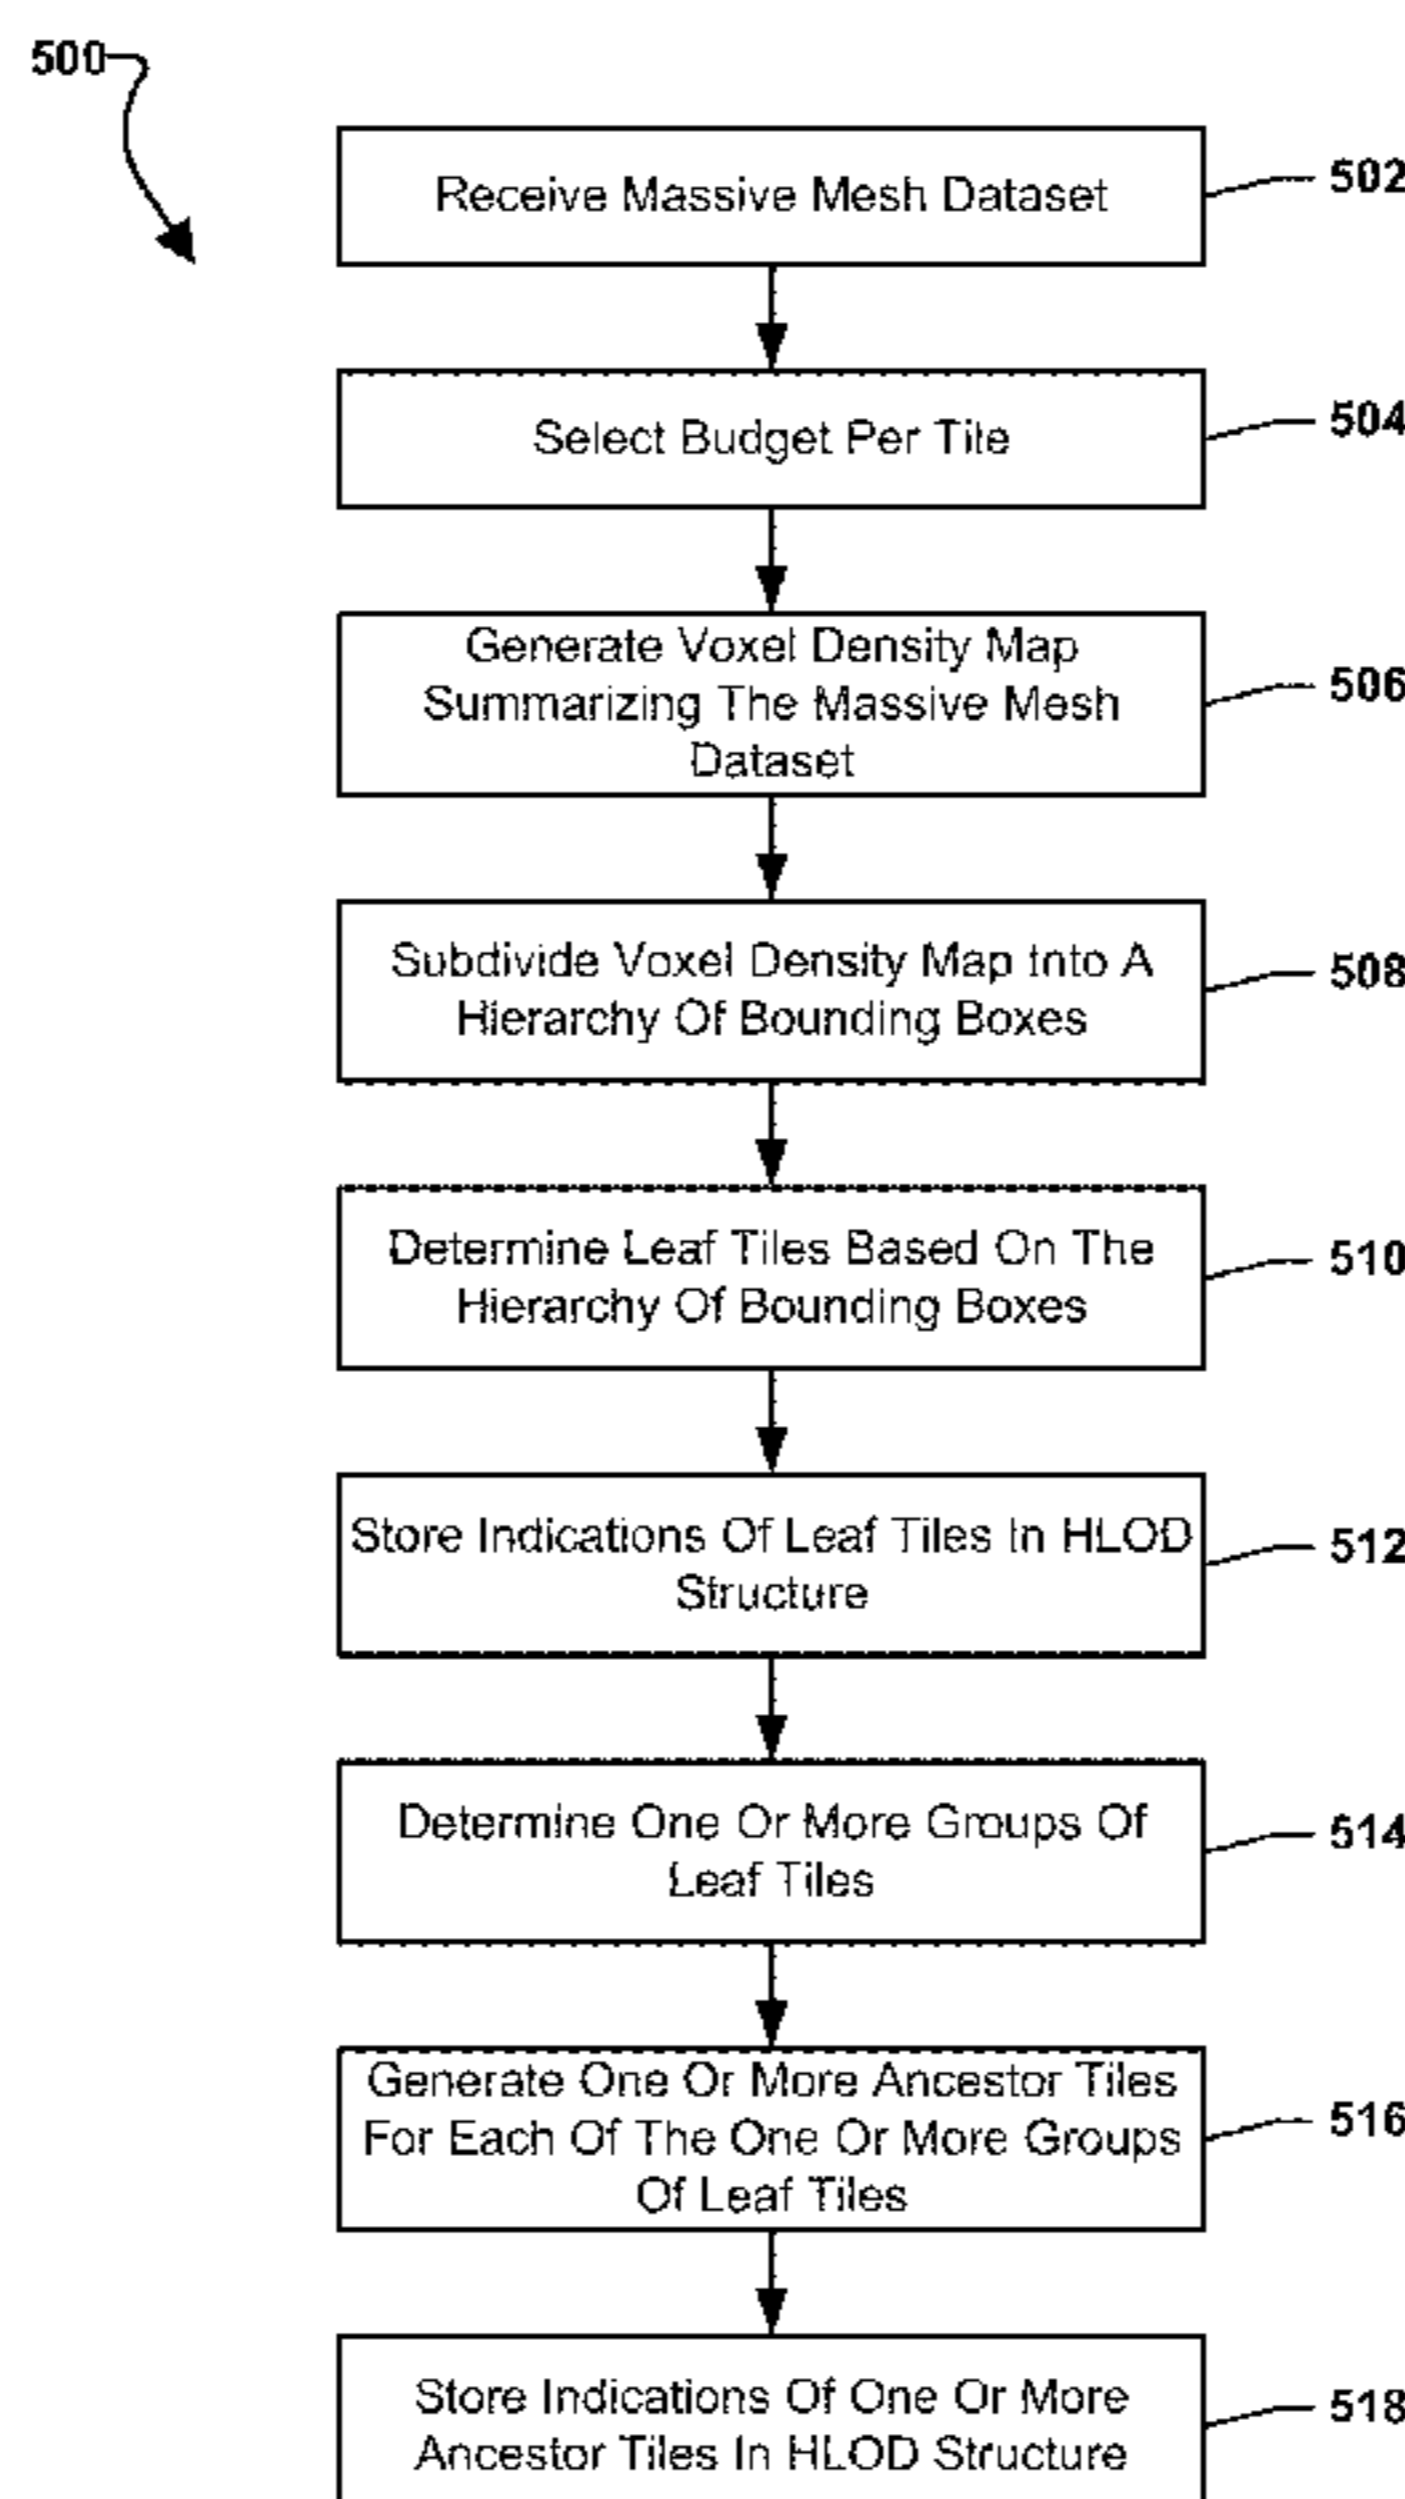 500
Receive Massive Mesh Dataset
502
Select Budget Per Tile
504
Generate Voxel Density Map
Summarizing The Massive Mesh
Dataset
506
Subdivide Voxel Density Map Into A
Hierarchy Of Bounding Boxes
508
Determine Leaf Tiles Based On The
Hierarchy Of Bounding Boxes
510
Store Indications Of Leaf Tiles In HLOD
Structure
512
Determine One Or More Groups Of
Leaf Tiles
514
Generate One Or More Ancestor Tiles
For Each Of The One Or More Groups
Of Leaf Tiles
516
Store Indications Of One Or More
Ancestor Tiles In HLOD Structure
518